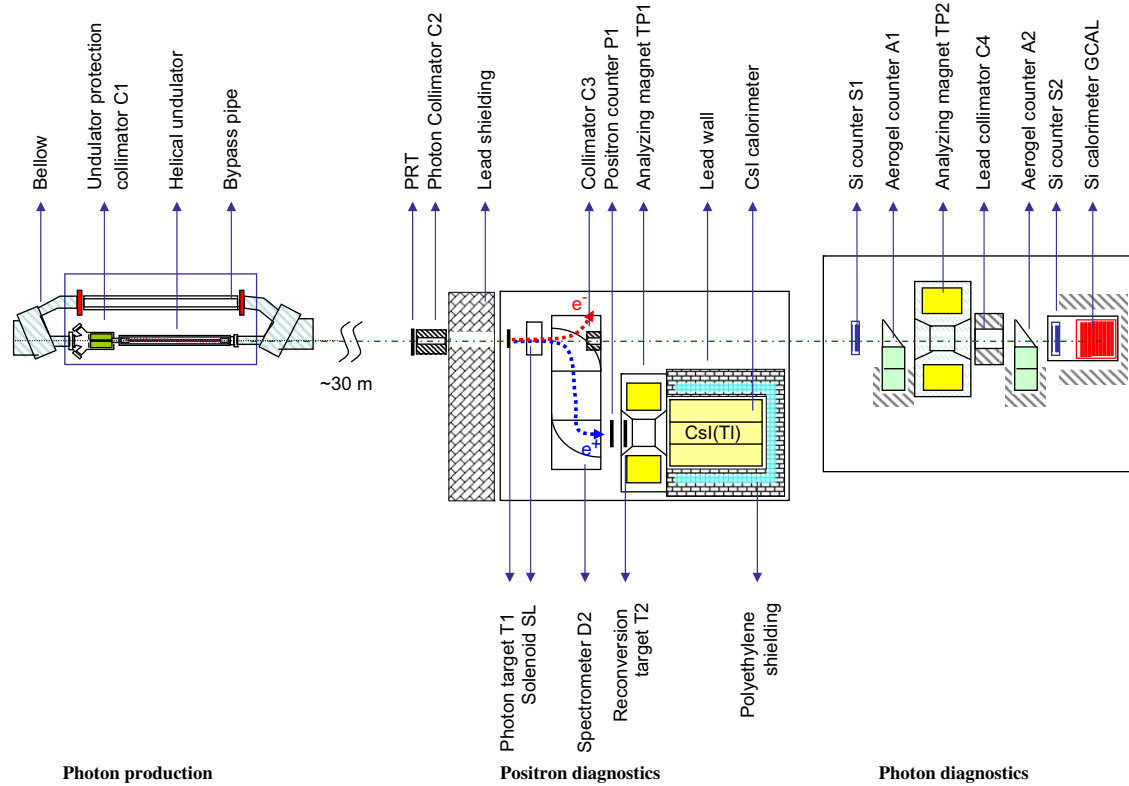 Bellow
Undulator protection
collimator C1
Helical undulator
Bypass pipe
PRT
Photon Collimator C2
Lead shielding
Collimator C3
Positron counter P1
Analyzing magnet TP1
Lead wall
CsI calorimeter
Si counter S1
Aerogel counter A1
Analyzing magnet TP2
Lead collimator C4
Aerogel counter A2
Si counter S2
Si calorimeter GCAL
e-
~30 m
e+
CsI(Tl)
Photon target T1
Solenoid SL
Spectrometer D2
Reconversion
target T2
Polyethylene
shielding
Photon production
Positron diagnostics
Photon diagnostics